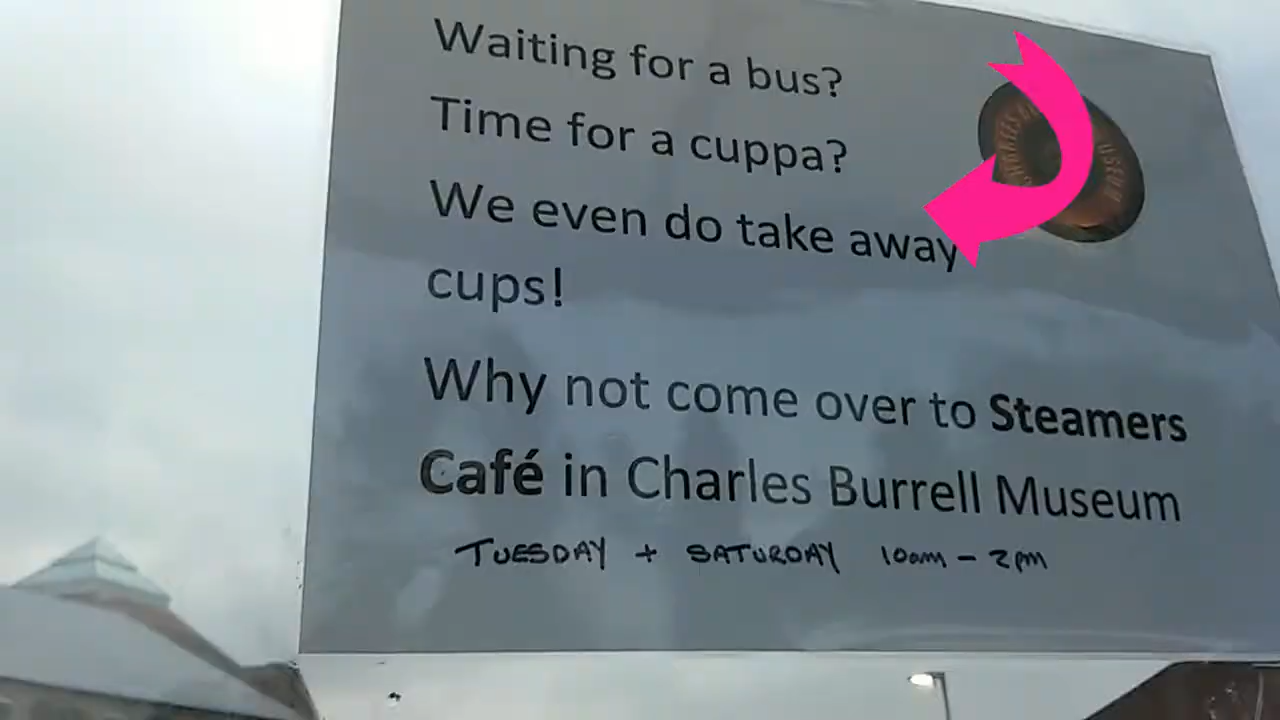 Waiting for a bus?
Time for a cuppa?
We even do take away
cups!
Why not come over to Steamers
Café in Charles Burrell Museum
TUESDAY + SATURDAY 10am - 2pm